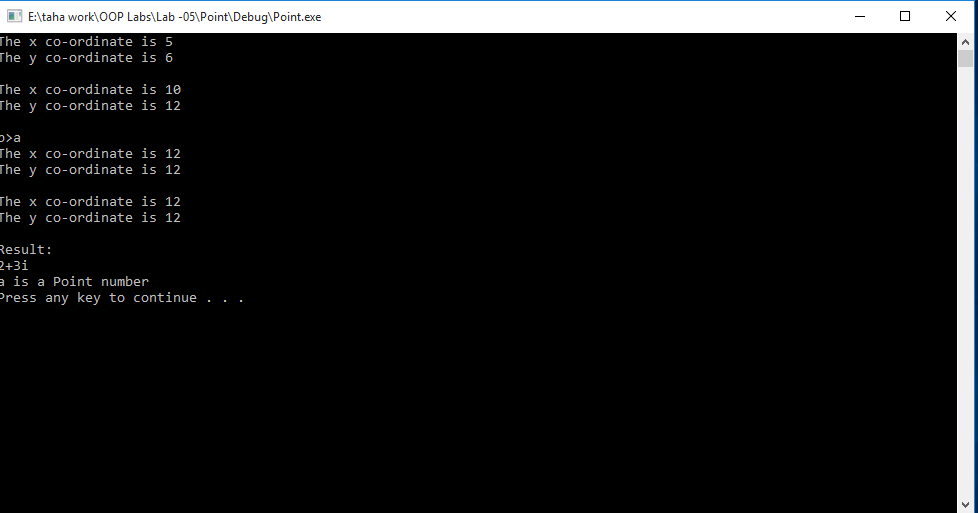 E:\taha work\OOP Labs\Lab -05\Point\Debug\Point.exe
The x co-ordinate is 5
The y co-ordinate is 6
The x co-ordinate is 10
The y co-ordinate is 12
b>a
The x co-ordinate is 12
The y co-ordinate is 12
The x co-ordinate is 12
The y co-ordinate is 12
Result:
2+3i
a is a Point number
Press any key to continue . . .